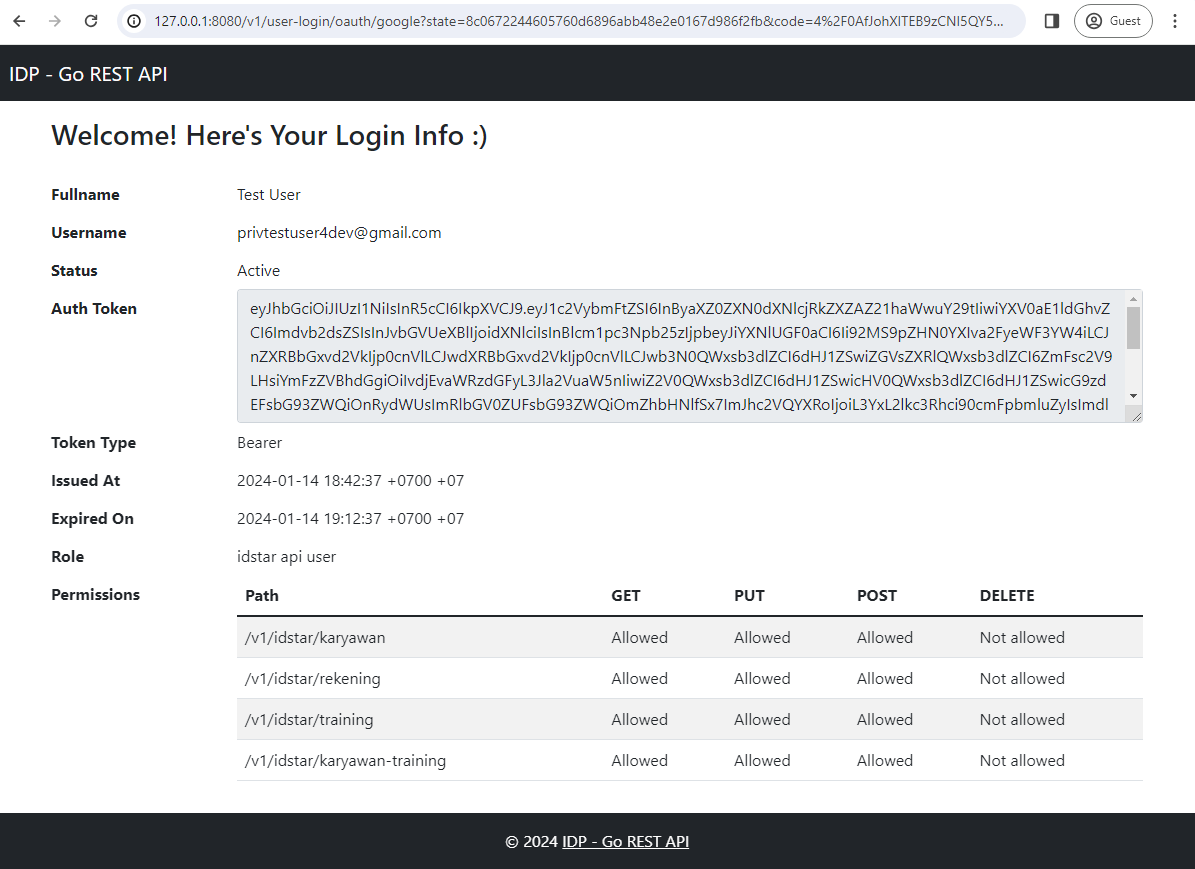 127.0.0.1:8080/v1/user-login/oauth/google?state=8c0672244605760d6896abb48e2e0167d986f2fb&code=4%2F0AfJohXITEB9zCNI5QY5...
Guest
IDP - Go REST API
Welcome! Here's Your Login Info :)
Fullname Test User
Username privtestuser4dev@gmail.com
Status Active
Auth Token eyJhbGciOiJIUzI1NiIsInR5cCI6IkpXVCJ9.eyJ1c2VybmFtZSI6InByaXZ0ZXN0dXNlcjRkZXZAZ21haWwuY29tIiwiYXV0aE1ldGhvZ
CI6Imdvb2dsZSIsInJvbGVUeXBlIjoidXNlciIsInBlcm1pc3Npb25zIjpbeyJiYXNlUGF0aCI6Ii92MS9pZHN0YXIva2FyeWF3YW4iLCJ
nZXRBbGxvd2VkIjp0cnVlLCJwdXRBbGxvd2VkIjp0cnVlLCJwb3N0QWxsb3dlZCI6dHJ1ZSwiZGVsZXRlQWxsb3dlZCI6ZmFsc2V9
LHsiYmFzZVBhdGgiOiIvdjEvaWRzdGFyL3Jla2VuaW5nIiwiZ2V0QWxsb3dlZCI6dHJ1ZSwicHV0QWxsb3dlZCI6dHJ1ZSwicG9zd
EFsbG93ZWQiOnRydWUsImRlbGV0ZUFsbG93ZWQiOmZhbHNlfSx7ImJhc2VQYXRoIjoiL3YxL2lkc3Rhci90cmFpbmluZyIsImdl
Token Type Bearer
Issued At 2024-01-14 18:42:37 +0700 +07
Expired On 2024-01-14 19:12:37 +0700 +07
Role idstar api user
Permissions Path GET PUT POST DELETE
/v1/idstar/karyawan Allowed Allowed Allowed Not allowed
/v1/idstar/rekening Allowed Allowed Allowed Not allowed
/v1/idstar/training Allowed Allowed Allowed Not allowed
/v1/idstar/karyawan-training Allowed Allowed Allowed Not allowed
© 2024 IDP - Go REST API